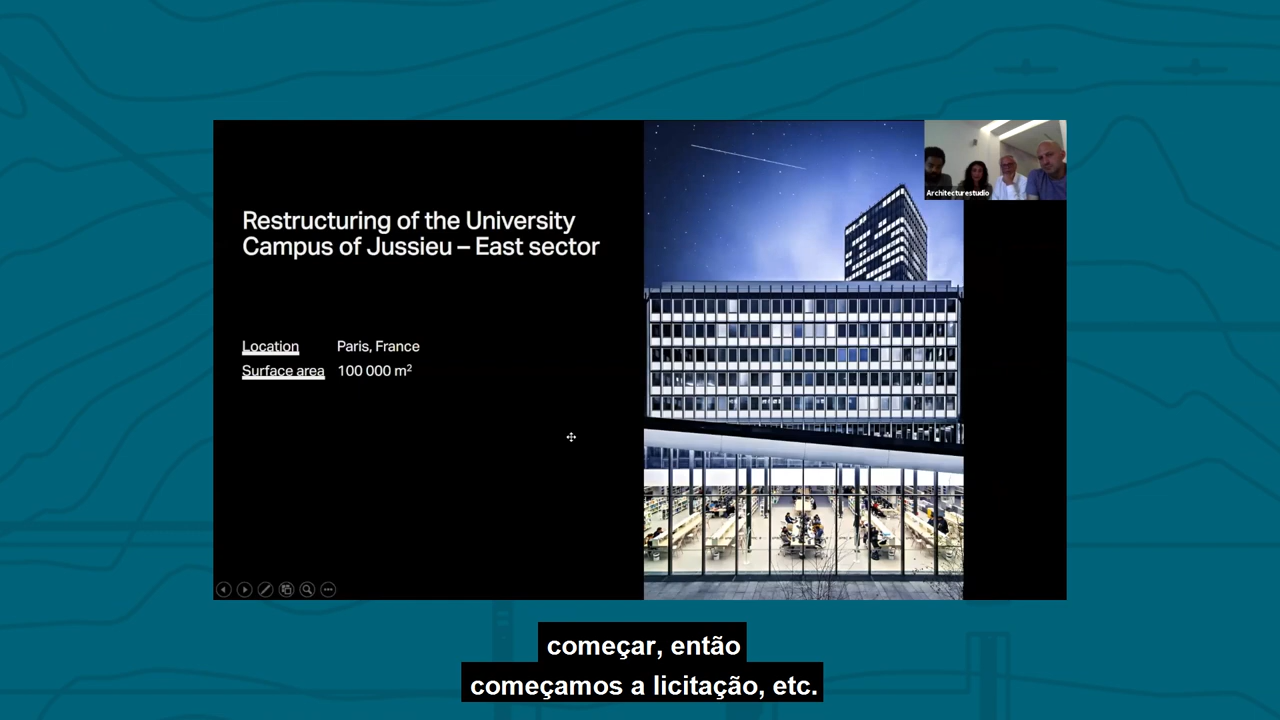 Architecturestudio
Restructuring of the University
Campus of Jussieu – East sector
Location Paris, France
Surface area 100 000 m²
começar, então
começamos a licitação, etc.